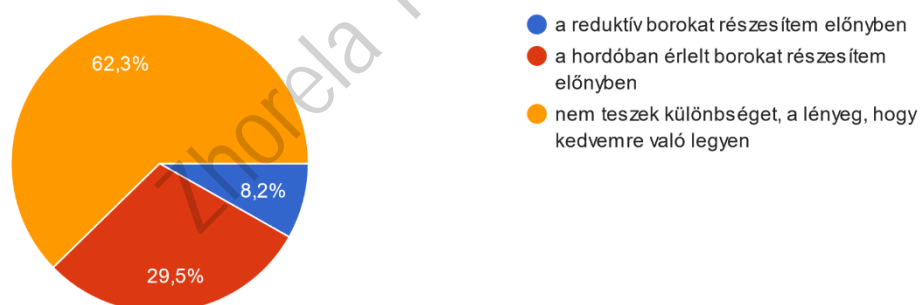 62,3%
8,2%
29,5%
a reduktív borokat részesítem előnyben
a hordóban érlelt borokat részesítem
előnyben
nem teszek különbséget, a lényeg, hogy
kedvemre való legyen
Zhorela